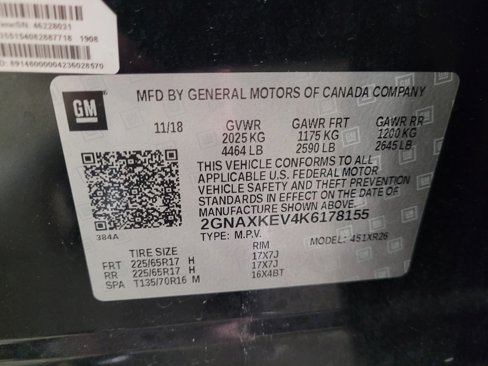 SN: 46228021
1908
GM
MFD BY GENERAL MOTORS OF CANADA COMPANY
11/18 GVWR GAWR FRT GAWR RR
2025 KG 1175 KG 1200 KG
4464 LB 2590 LB 2645 LB
THIS VEHICLE CONFORMS TO ALL
APPLICABLE U.S. FEDERAL MOTOR
VEHICLE SAFETY AND THEFT PREVENTION
STANDARDS IN EFFECT ON THE DATE OF
MANUFACTURE SHOWN ABOVE.
2GNAXKEV4K6178155
TYPE: M.P.V. MODEL: 451XR26
384A
TIRE SIZE RIM
FRT 225/65R17 H 17X7J
RR 225/65R17 H 17X7J
SPA T135/70R16 M 16X4BT